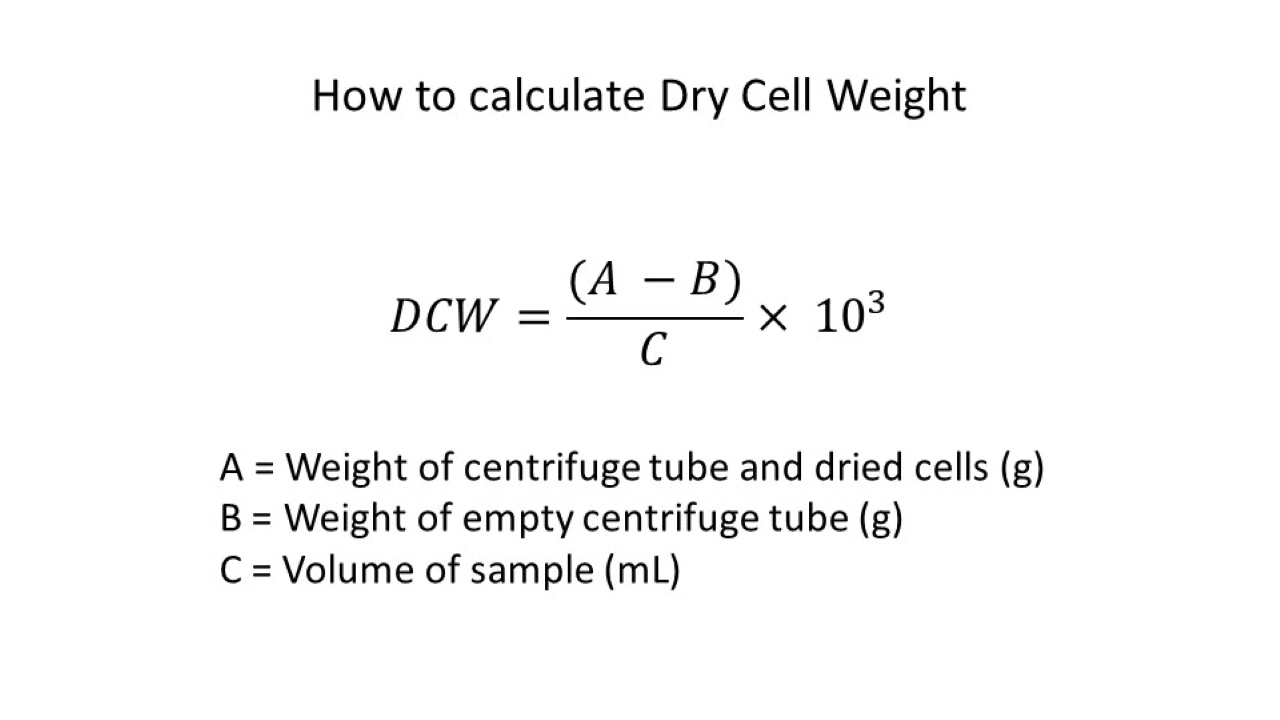 How to calculate Dry Cell Weight
DCW = (A − B) / C × 10³
A = Weight of centrifuge tube and dried cells (g)
B = Weight of empty centrifuge tube (g)
C = Volume of sample (mL)